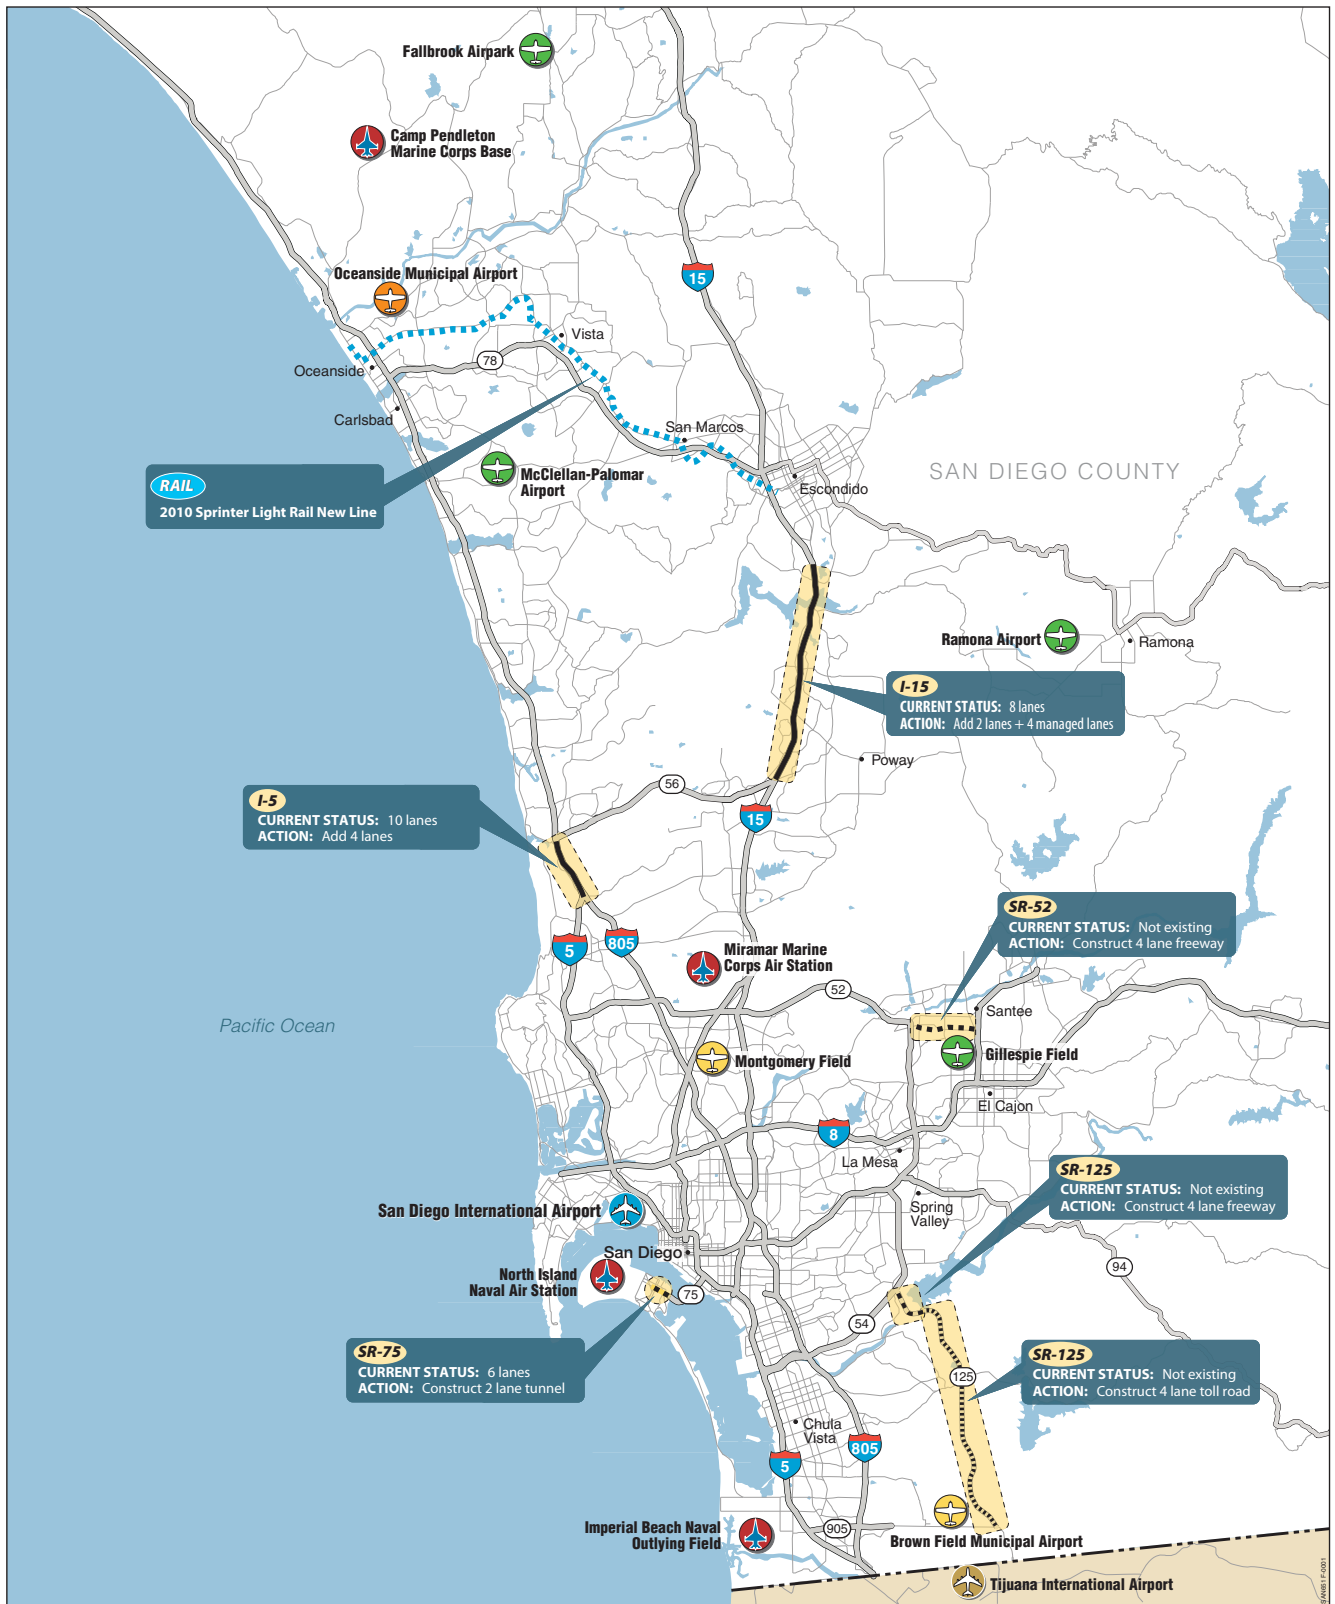 Fallbrook Airpark
Camp Pendleton
Marine Corps Base
Oceanside Municipal Airport
15
Vista
78
Oceanside
Carlsbad
San Marcos
SAN DIEGO COUNTY
McClellan-Palomar
Airport
Escondido
RAIL
2010 Sprinter Light Rail New Line
Ramona Airport
Ramona
I-15
CURRENT STATUS: 8 lanes
ACTION: Add 2 lanes + 4 managed lanes
Poway
56
I-5
CURRENT STATUS: 10 lanes
ACTION: Add 4 lanes
15
SR-52
CURRENT STATUS: Not existing
ACTION: Construct 4 lane freeway
5
805
Miramar Marine
Corps Air Station
52
Santee
Pacific Ocean
Montgomery Field
Gillespie Field
El Cajon
8
La Mesa
SR-125
CURRENT STATUS: Not existing
ACTION: Construct 4 lane freeway
San Diego International Airport
Spring
Valley
San Diego
94
North Island
Naval Air Station
75
54
SR-75
CURRENT STATUS: 6 lanes
ACTION: Construct 2 lane tunnel
SR-125
CURRENT STATUS: Not existing
ACTION: Construct 4 lane toll road
125
Chula
Vista
805
5
905
Imperial Beach Naval
Outlying Field
Brown Field Municipal Airport
Tijuana International Airport